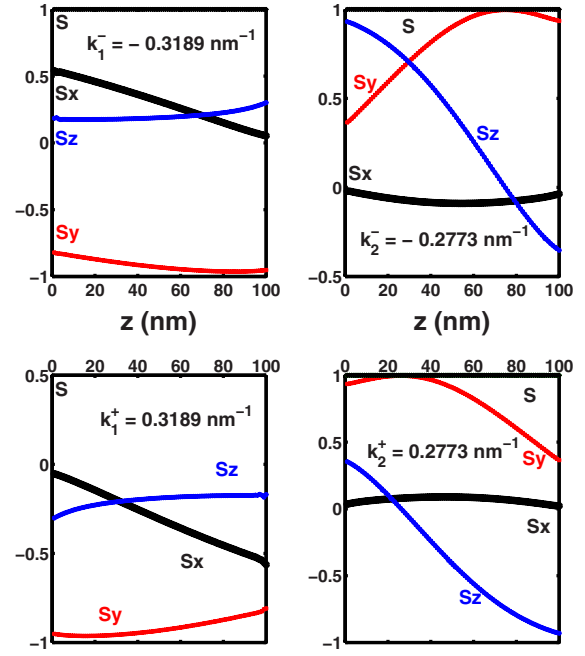 1
S
k₁⁻ = − 0.3189 nm⁻¹
0.5
Sx
Sz
0
−0.5
Sy
−1
0 20 40 60 80 100
z (nm)
1
S
Sy
Sz
0.5
Sx
0
k₂⁻ = − 0.2773 nm⁻¹
−0.5
0 20 40 60 80 100
z (nm)
0 20 40 60 80 100
0.5
S
k₁⁺ = 0.3189 nm⁻¹
Sz
0
−0.5
Sx
Sy
−1
0 20 40 60 80 100
1
S
k₂⁺ = 0.2773 nm⁻¹
Sy
0.5
Sx
0
−0.5
Sz
−1